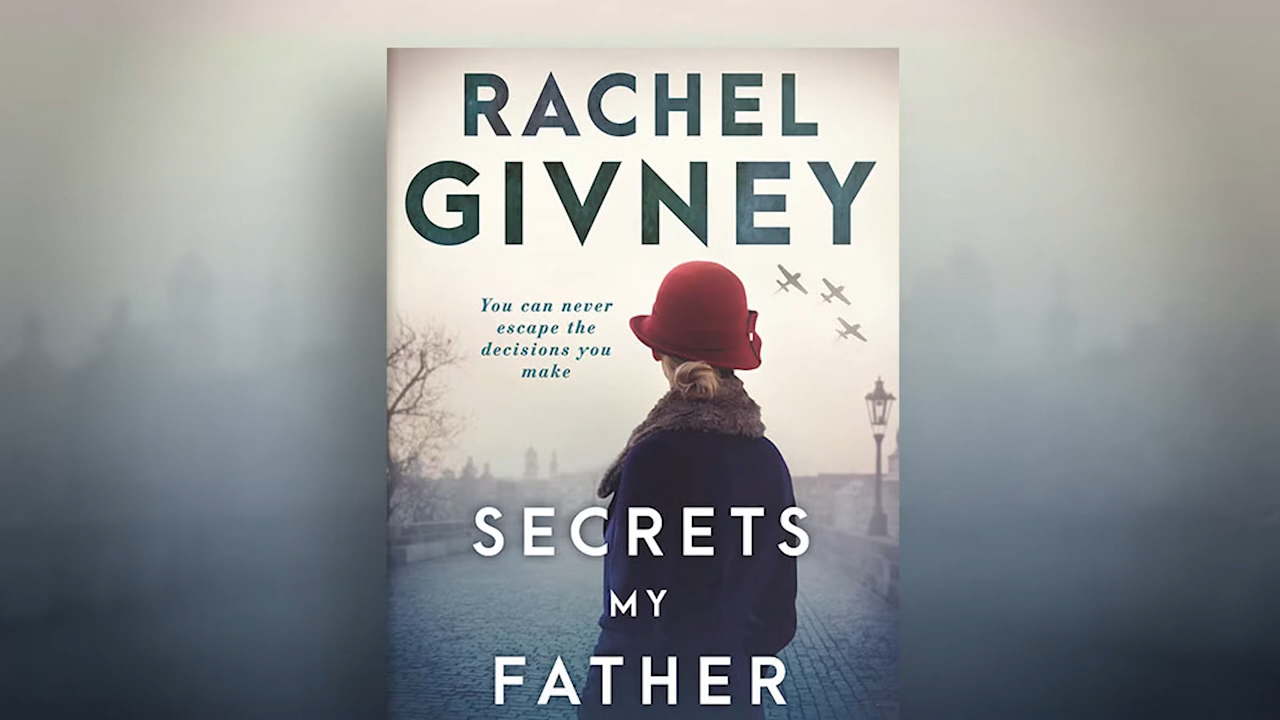 RACHEL
GIVNEY
You can never
escape the
decisions you
make
SECRETS
MY
FATHER